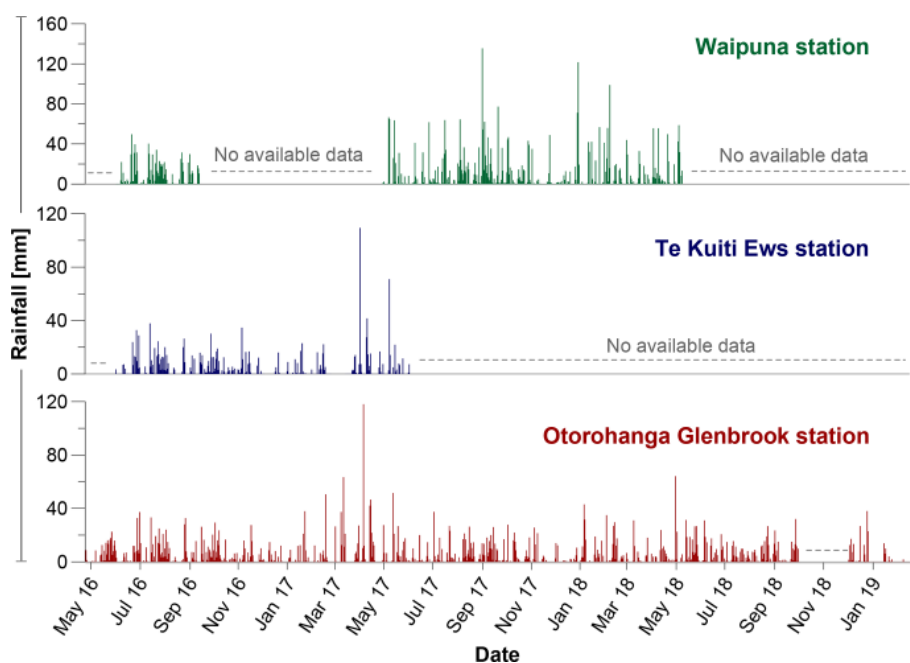 160
Waipuna station
120
80
40
No available data
No available data
0
120
Te Kuiti Ews station
80
40
No available data
0
Rainfall [mm]
120
Otorohanga Glenbrook station
80
40
0
May 16
Jul 16
Sep 16
Nov 16
Jan 17
Mar 17
May 17
Jul 17
Sep 17
Nov 17
Jan 18
Mar 18
May 18
Jul 18
Sep 18
Nov 18
Jan 19
Date